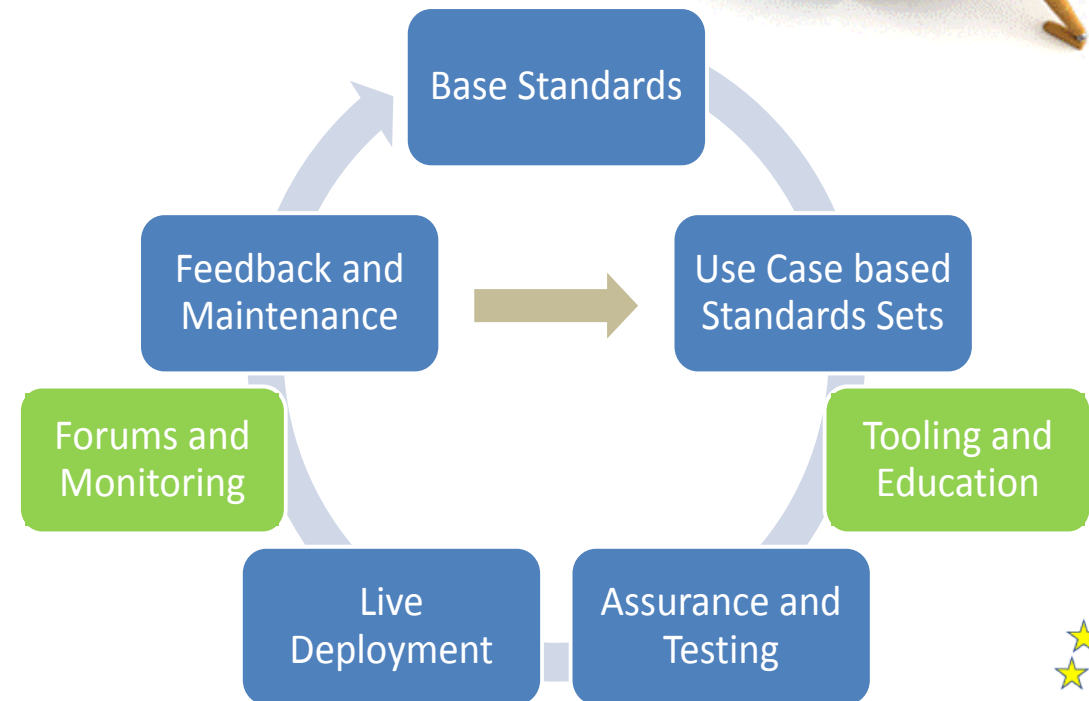 Base Standards
Feedback and
Maintenance
Use Case based
Standards Sets
Forums and
Monitoring
Tooling and
Education
Live
Deployment
Assurance and
Testing